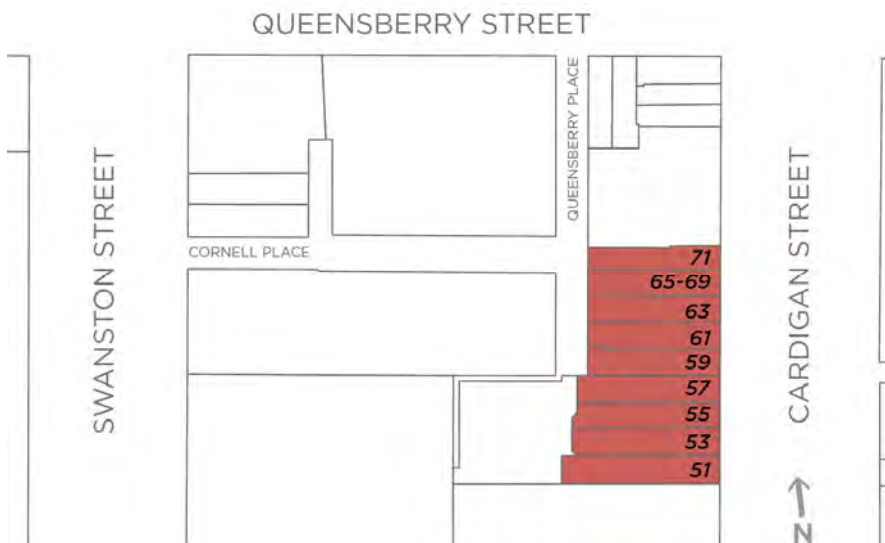 QUEENSBERRY STREET
QUEENSBERRY PLACE
SWANSTON STREET
CORNELL PLACE
CARDIGAN STREET
71
65-69
63
61
59
57
55
53
51
N